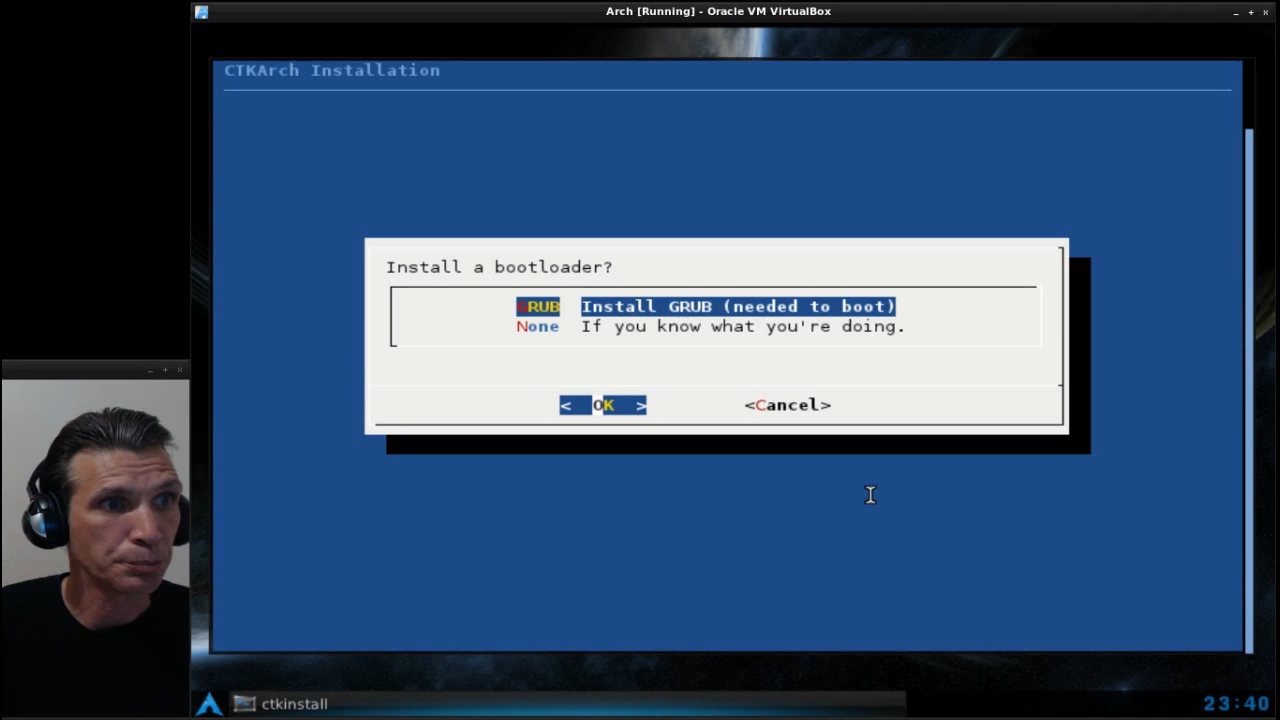 Arch [Running] - Oracle VM VirtualBox
CTKArch Installation
Install a bootloader?
GRUB Install GRUB (needed to boot)
None If you know what you're doing.
< OK > <Cancel>
ctkinstall
23:40